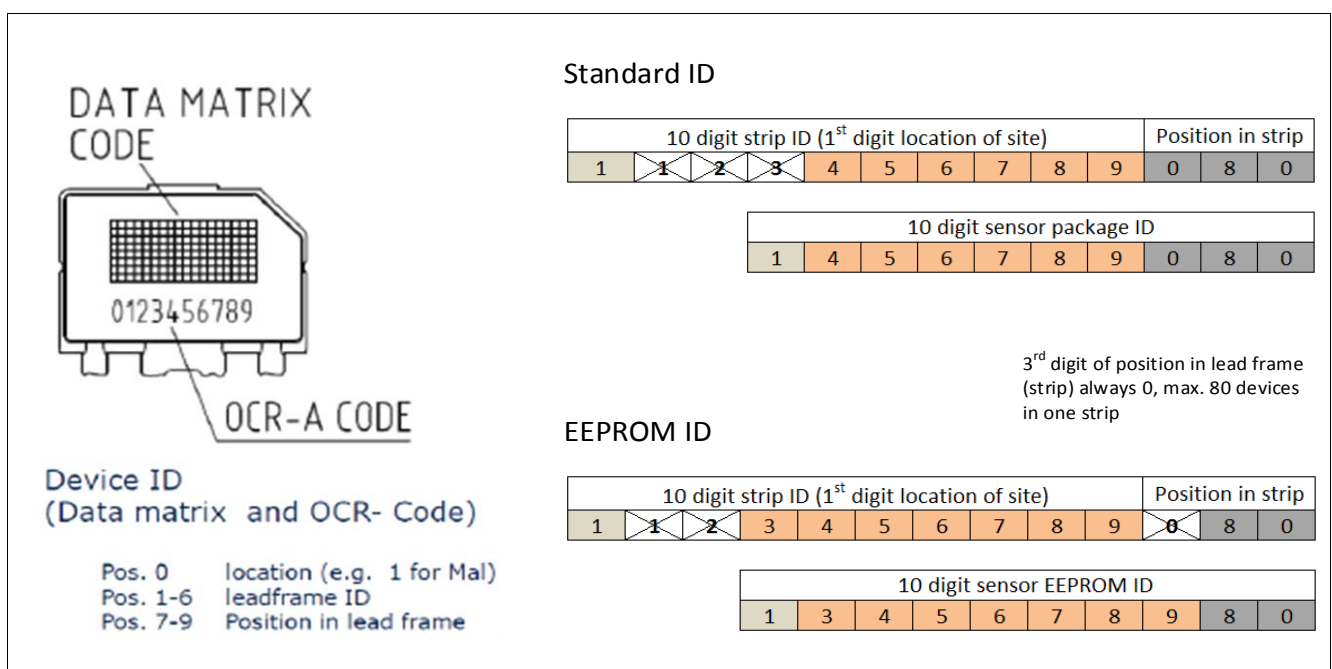 DATA MATRIX
CODE
0123456789
OCR-A CODE
Device ID
(Data matrix and OCR- Code)
Pos. 0 location (e.g. 1 for Mal)
Pos. 1-6 leadframe ID
Pos. 7-9 Position in lead frame
Standard ID
10 digit strip ID (1st digit location of site) Position in strip
1 1 2 3 4 5 6 7 8 9 0 8 0
10 digit sensor package ID
1 4 5 6 7 8 9 0 8 0
3rd digit of position in lead frame
(strip) always 0, max. 80 devices
in one strip
EEPROM ID
10 digit strip ID (1st digit location of site) Position in strip
1 1 2 3 4 5 6 7 8 9 0 8 0
10 digit sensor EEPROM ID
1 3 4 5 6 7 8 9 8 0